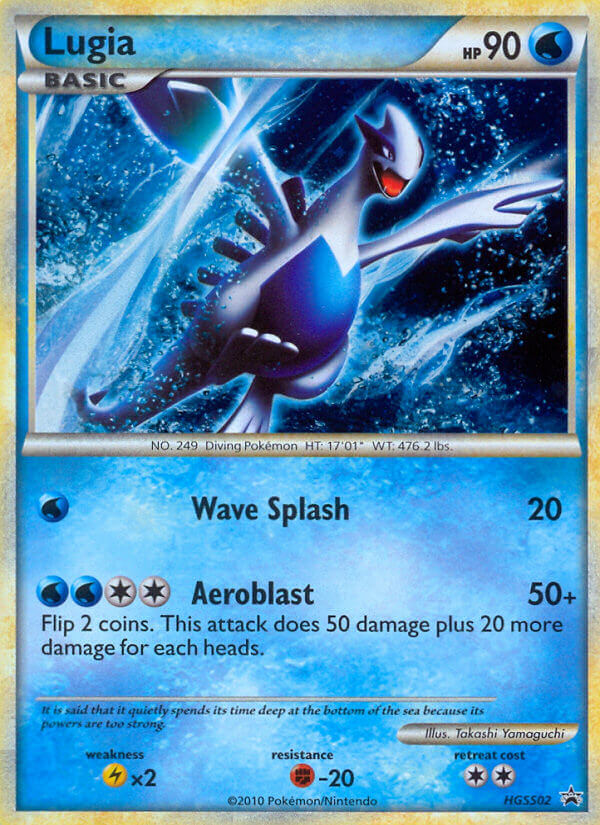 Lugia
HP 90
BASIC
NO. 249 Diving Pokémon HT: 17'01" WT: 476.2 lbs.
Wave Splash 20
Aeroblast 50+
Flip 2 coins. This attack does 50 damage plus 20 more
damage for each heads.
It is said that it quietly spends its time deep at the bottom of the sea because its
powers are too strong.
Illus. Takashi Yamaguchi
weakness resistance retreat cost
×2 -20
©2010 Pokémon/Nintendo HGSS02